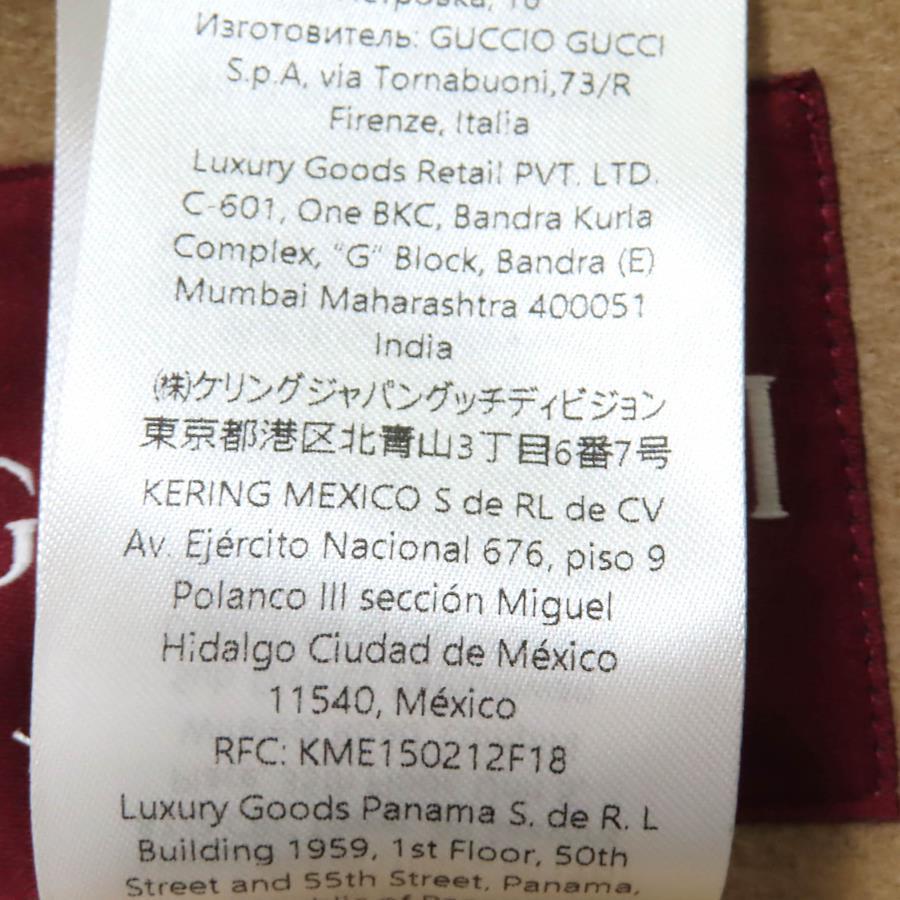 Петровка, 16
Изготовитель: GUCCIO GUCCI
S.p.A, via Tornabuoni,73/R
Firenze, Italia
Luxury Goods Retail PVT. LTD.
C-601, One BKC, Bandra Kurla
Complex, “G” Block, Bandra (E)
Mumbai Maharashtra 400051
India
㈱ケリングジャパングッチディビジョン
東京都港区北青山3丁目6番7号
KERING MEXICO S de RL de CV
Av. Ejército Nacional 676, piso 9
Polanco III sección Miguel
Hidalgo Ciudad de México
11540, México
RFC: KME150212F18
Luxury Goods Panama S. de R. L
Building 1959, 1st Floor, 50th
Street and 55th Street, Panama,
G
I